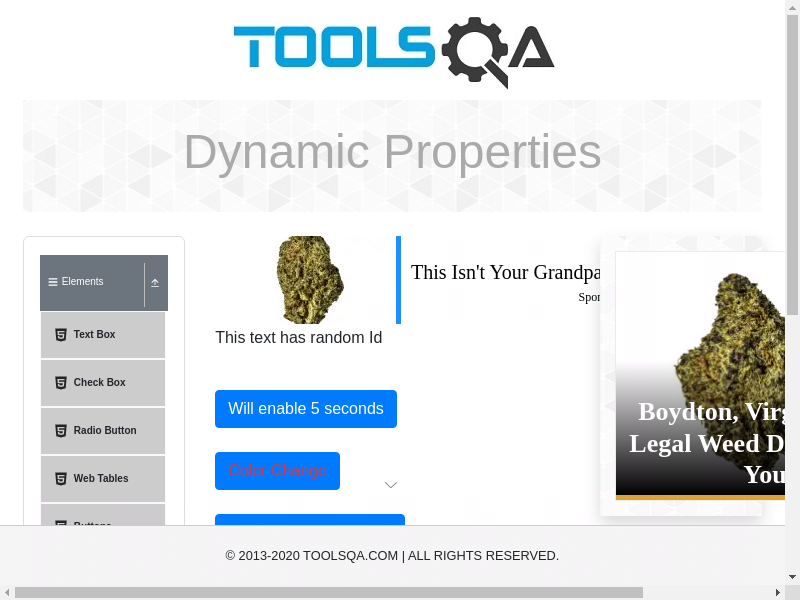 TOOLSQA
Dynamic Properties
Elements
Text Box
Check Box
Radio Button
Web Tables
Buttons
This Isn't Your Grandpa
Spon
This text has random Id
Will enable 5 seconds
Color Change
Boydton, Virg
Legal Weed D
You
© 2013-2020 TOOLSQA.COM | ALL RIGHTS RESERVED.